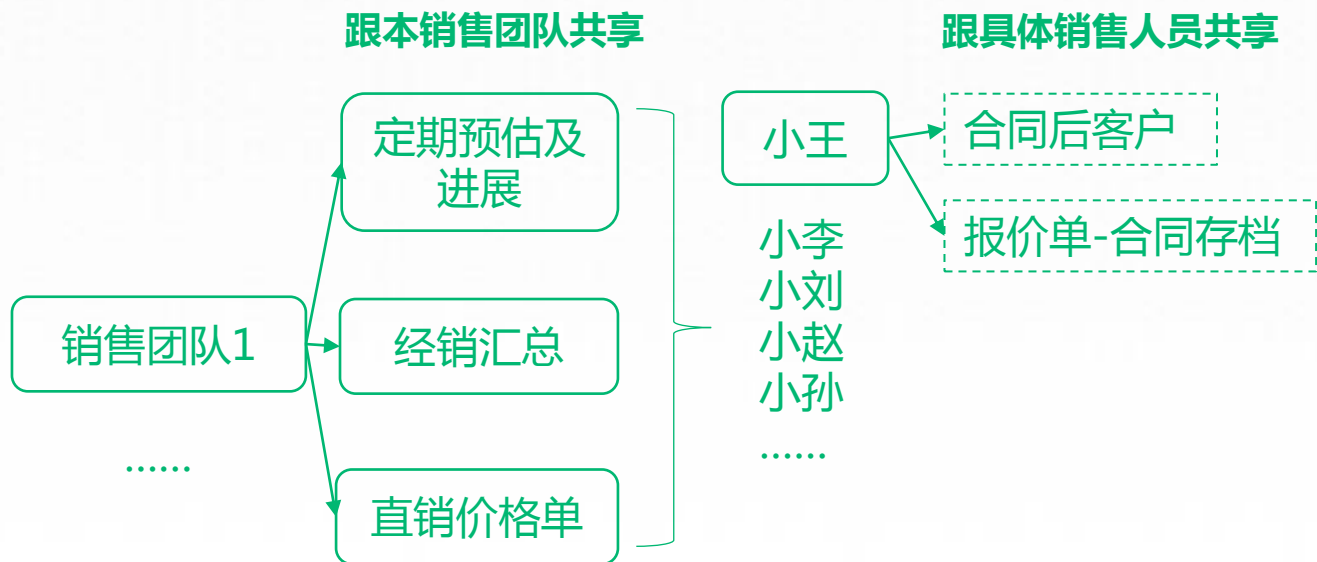 跟本销售团队共享
跟具体销售人员共享
定期预估及
进展
小王
合同后客户
报价单-合同存档
小李
小刘
小赵
小孙
......
销售团队1
......
经销汇总
直销价格单